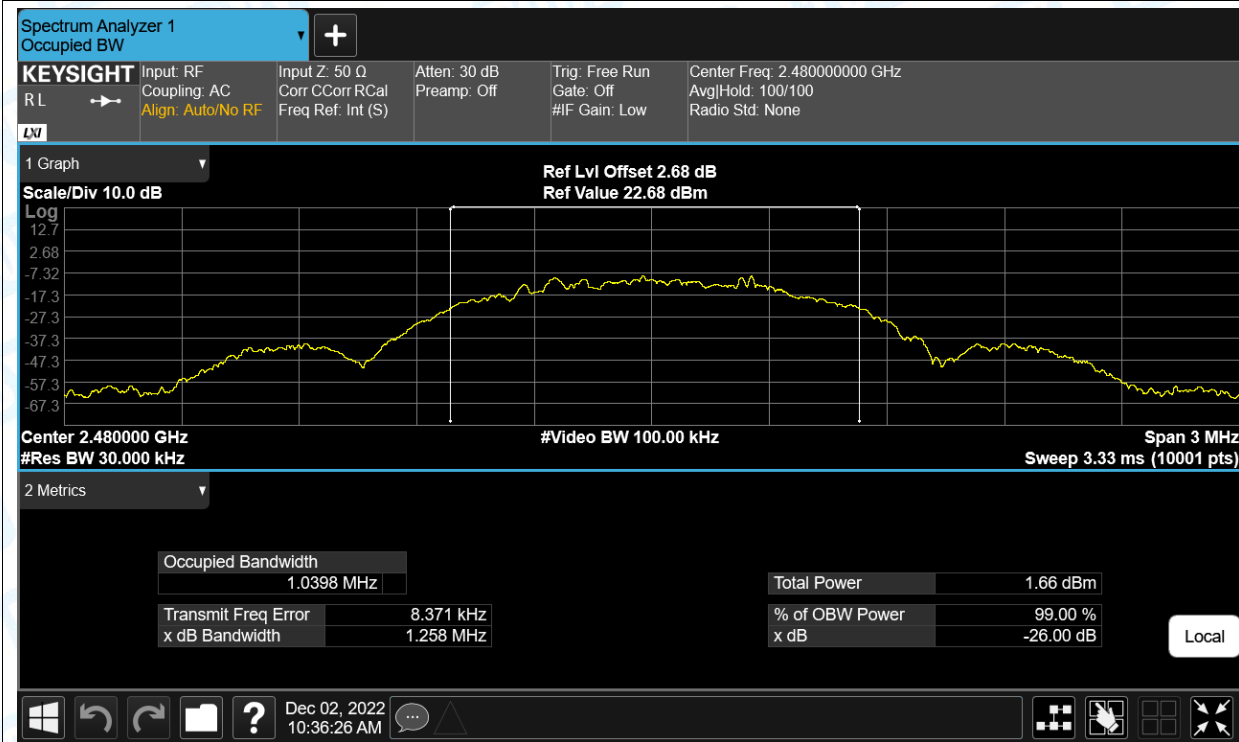 Spectrum Analyzer 1
Occupied BW
KEYSIGHT
R L
LXI
Input: RF
Coupling: AC
Align: Auto/No RF
Input Z: 50 Ω
Corr CCorr RCal
Freq Ref: Int (S)
Atten: 30 dB
Preamp: Off
Trig: Free Run
Gate: Off
#IF Gain: Low
Center Freq: 2.480000000 GHz
Avg|Hold: 100/100
Radio Std: None
1 Graph
Ref Lvl Offset 2.68 dB
Scale/Div 10.0 dB
Ref Value 22.68 dBm
Log
12.7
2.68
-7.32
-17.3
-27.3
-37.3
-47.3
-57.3
-67.3
Center 2.480000 GHz
#Video BW 100.00 kHz
Span 3 MHz
#Res BW 30.000 kHz
Sweep 3.33 ms (10001 pts)
2 Metrics
Occupied Bandwidth
1.0398 MHz
Transmit Freq Error 8.371 kHz
x dB Bandwidth 1.258 MHz
Total Power 1.66 dBm
% of OBW Power 99.00 %
x dB -26.00 dB
Local
?
Dec 02, 2022
10:36:26 AM